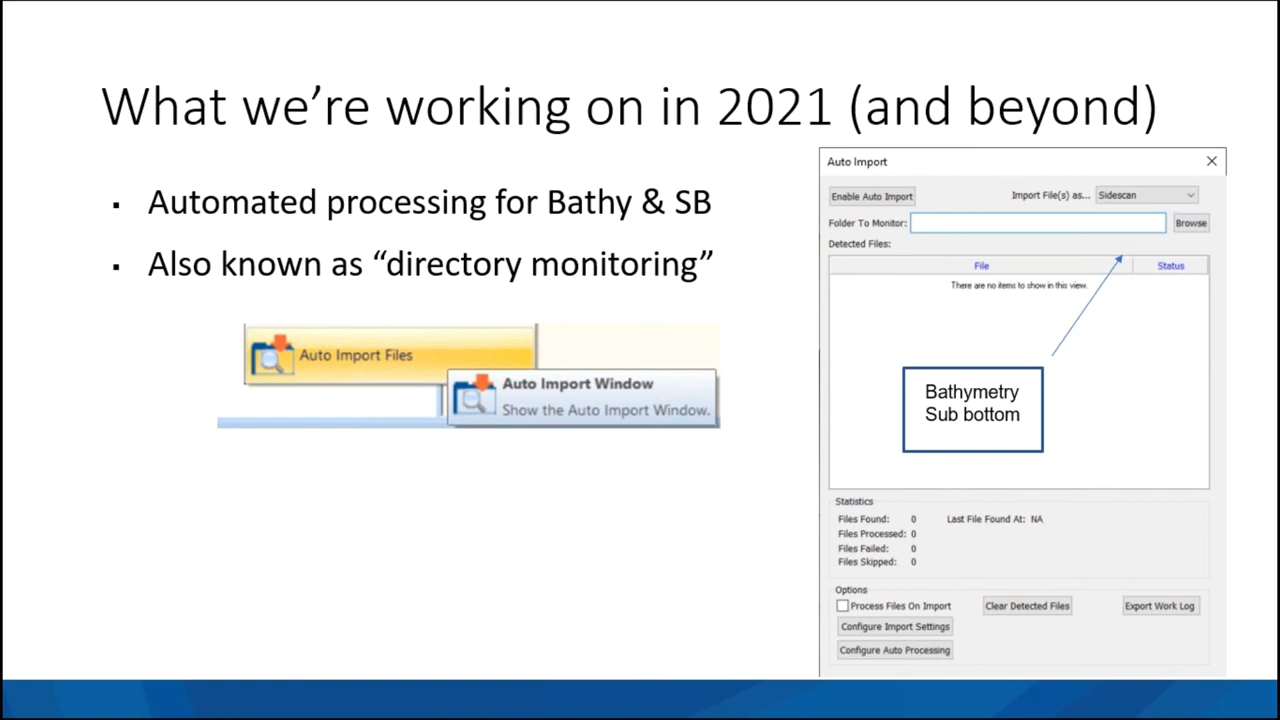 What we're working on in 2021 (and beyond)
▪ Automated processing for Bathy & SB
▪ Also known as “directory monitoring”
Auto Import Files
Auto Import Window
Show the Auto Import Window.
Auto Import
Enable Auto Import Import File(s) as... Sidescan
Folder To Monitor: Browse
Detected Files:
File Status
There are no items to show in this view.
Bathymetry
Sub bottom
Statistics
Files Found: 0 Last File Found At: NA
Files Processed: 0
Files Failed: 0
Files Skipped: 0
Options
Process Files On Import Clear Detected Files Export Work Log
Configure Import Settings
Configure Auto Processing